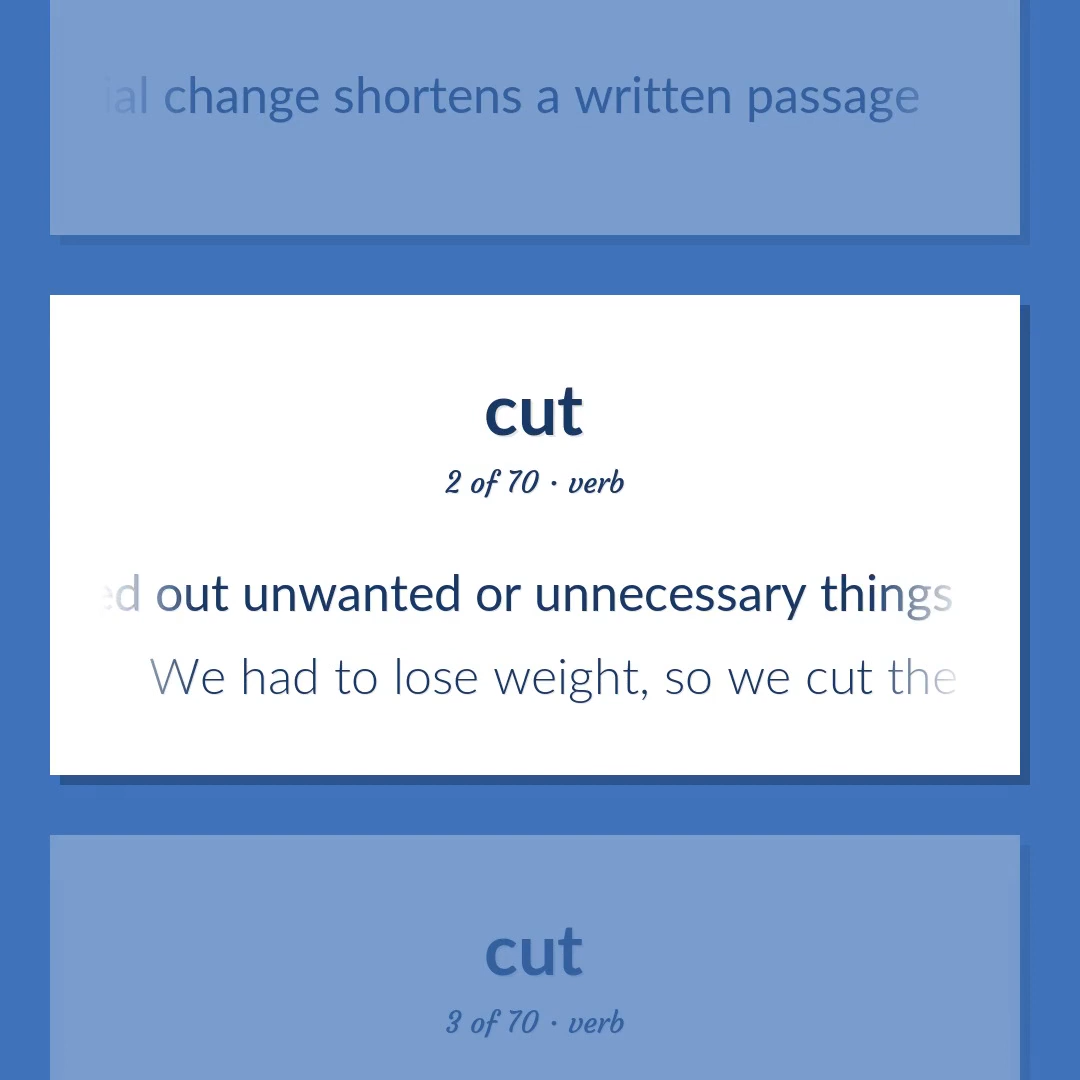 change shortens a written passage
cut
2 of 70 · verb
out unwanted or unnecessary things
We had to lose weight, so we cut the
cut
3 of 70 · verb